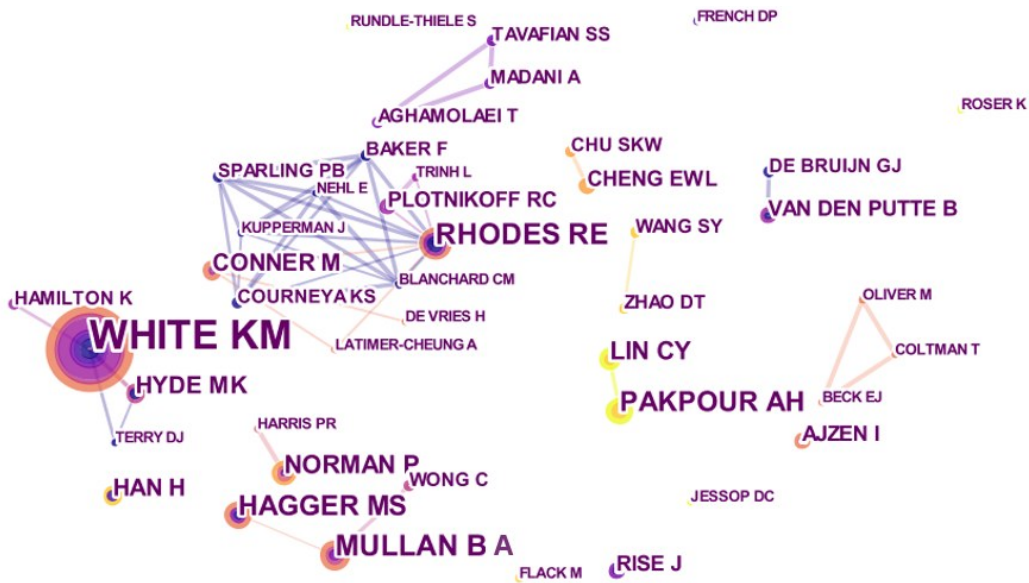 RUNDLE-THIELE S
FRENCH DP
TAVAFIAN SS
MADANI A
ROSER K
AGHAMOLAEI T
BAKER F
CHU SKW
SPARLING PB
TRINH L
DE BRUIJN GJ
NEHL E
CHENG EWL
PLOTNIKOFF RC
VAN DEN PUTTE B
KUPPERMAN J
RHODES RE
WANG SY
CONNER M
BLANCHARD CM
HAMILTON K
COURNEYA KS
ZHAO DT
OLIVER M
DE VRIES H
WHITE KM
LATIMER-CHEUNG A
LIN CY
COLTMAN T
HYDE MK
PAKPOUR AH
BECK EJ
HARRIS PR
TERRY DJ
AJZEN I
NORMAN P
WONG C
HAN H
HAGGER MS
JESSOP DC
MULLAN B A
RISE J
FLACK M